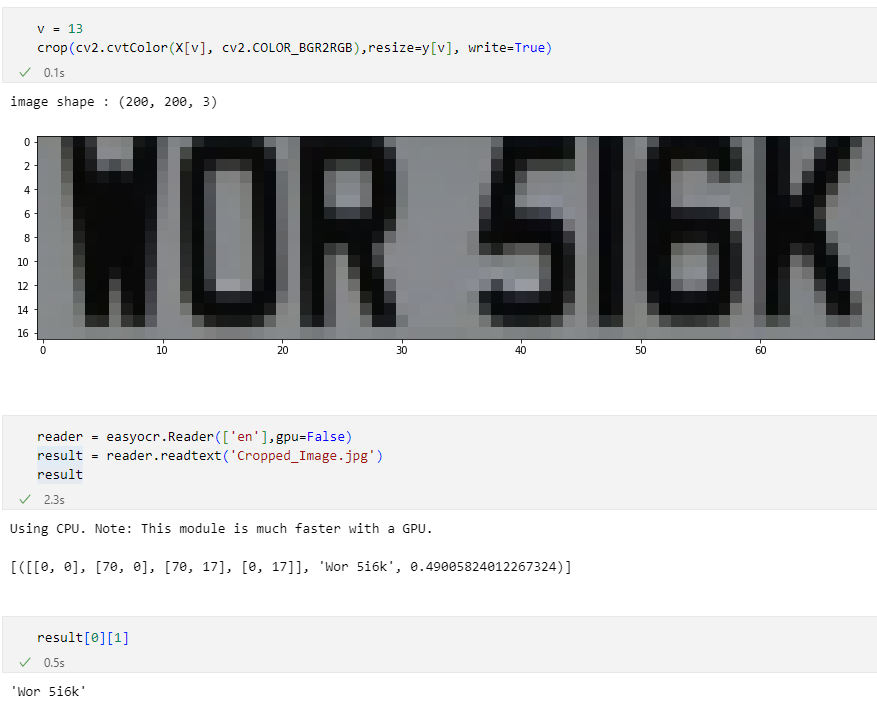 v = 13
crop(cv2.cvtColor(X[v], cv2.COLOR_BGR2RGB),resize=y[v], write=True)
✓ 0.1s
image shape : (200, 200, 3)
WOR 516K
0
2
4
6
8
10
12
14
16
0 10 20 30 40 50 60
reader = easyocr.Reader(['en'],gpu=False)
result = reader.readtext('Cropped_Image.jpg')
result
✓ 2.3s
Using CPU. Note: This module is much faster with a GPU.
[([[0, 0], [70, 0], [70, 17], [0, 17]], 'Wor 5i6k', 0.49005824012267324)]
result[0][1]
✓ 0.5s
'Wor 5i6k'